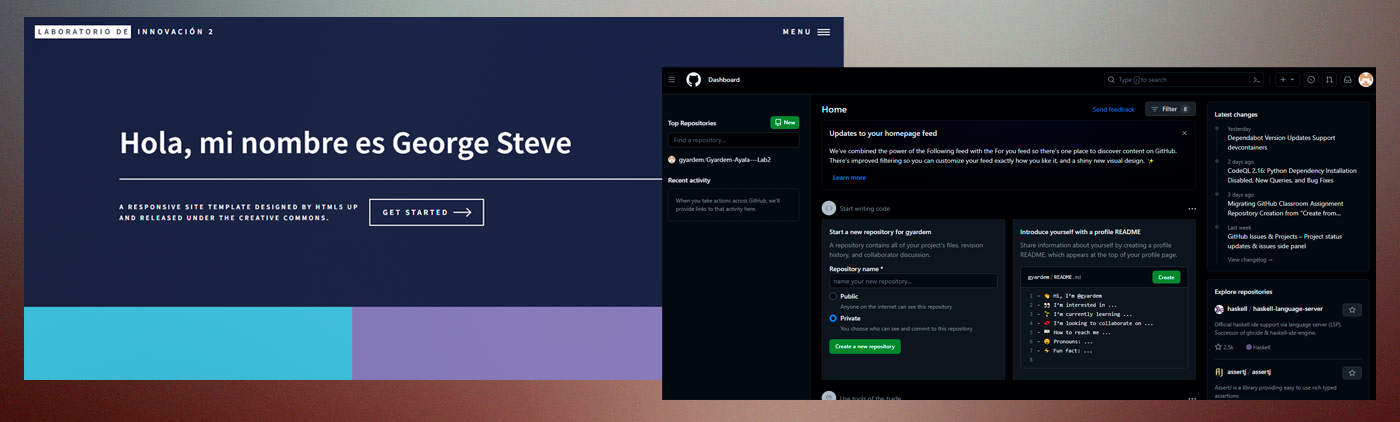 LABORATORIO DE INNOVACIÓN 2
MENU
Hola, mi nombre es George Steve
A RESPONSIVE SITE TEMPLATE DESIGNED BY HTML5 UP
AND RELEASED UNDER THE CREATIVE COMMONS.
GET STARTED
Dashboard
Type / to search
Top Repositories
New
Find a repository...
gyardem/Gyardem-Ayala---Lab2
Recent activity
When you take actions across GitHub, we'll
provide links to that activity here.
Home
Send feedback
Filter 8
Updates to your homepage feed
We've combined the power of the Following feed with the For you feed so there's one place to discover content on GitHub.
There's improved filtering so you can customize your feed exactly how you like it, and a shiny new visual design. ✨
Learn more
Start writing code
Start a new repository for gyardem
A repository contains all of your project's files, revision
history, and collaborator discussion.
Repository name *
name your new repository...
Public
Anyone on the internet can see this repository
Private
You choose who can see and commit to this repository
Create a new repository
Introduce yourself with a profile README
Share information about yourself by creating a profile
README, which appears at the top of your profile page.
gyardem / README.md
Create
1 - 👋 Hi, I'm @gyardem
2 - 👀 I'm interested in ...
3 - 🌱 I'm currently learning ...
4 - 💞️ I'm looking to collaborate on ...
5 - 📫 How to reach me ...
6 - 😄 Pronouns: ...
7 - ⚡ Fun fact: ...
8
Use tools of the trade
Latest changes
Yesterday
Dependabot Version Updates Support
devcontainers
2 days ago
CodeQL 2.16: Python Dependency Installation
Disabled, New Queries, and Bug Fixes
3 days ago
Migrating GitHub Classroom Assignment
Repository Creation from "Create from...
Last week
GitHub Issues & Projects – Project status
updates & issues side panel
View changelog →
Explore repositories
haskell / haskell-language-server
Official haskell ide support via language server (LSP).
Successor of ghcide & haskell-ide-engine.
2.5k
Haskell
assertj / assertj
AssertJ is a library providing easy to use rich typed
assertions